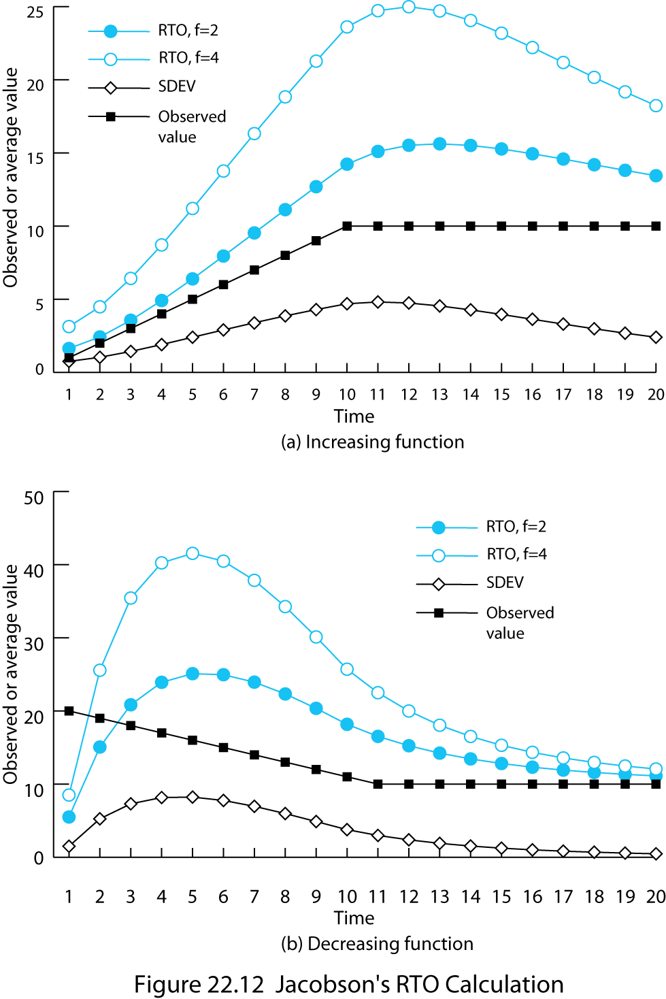 25
20
15
10
5
0
Observed or average value
RTO, f=2
RTO, f=4
SDEV
Observed
value
1 2 3 4 5 6 7 8 9 10 11 12 13 14 15 16 17 18 19 20
Time
(a) Increasing function
50
40
30
20
10
0
Observed or average value
RTO, f=2
RTO, f=4
SDEV
Observed
value
1 2 3 4 5 6 7 8 9 10 11 12 13 14 15 16 17 18 19 20
Time
(b) Decreasing function
Figure 22.12 Jacobson's RTO Calculation